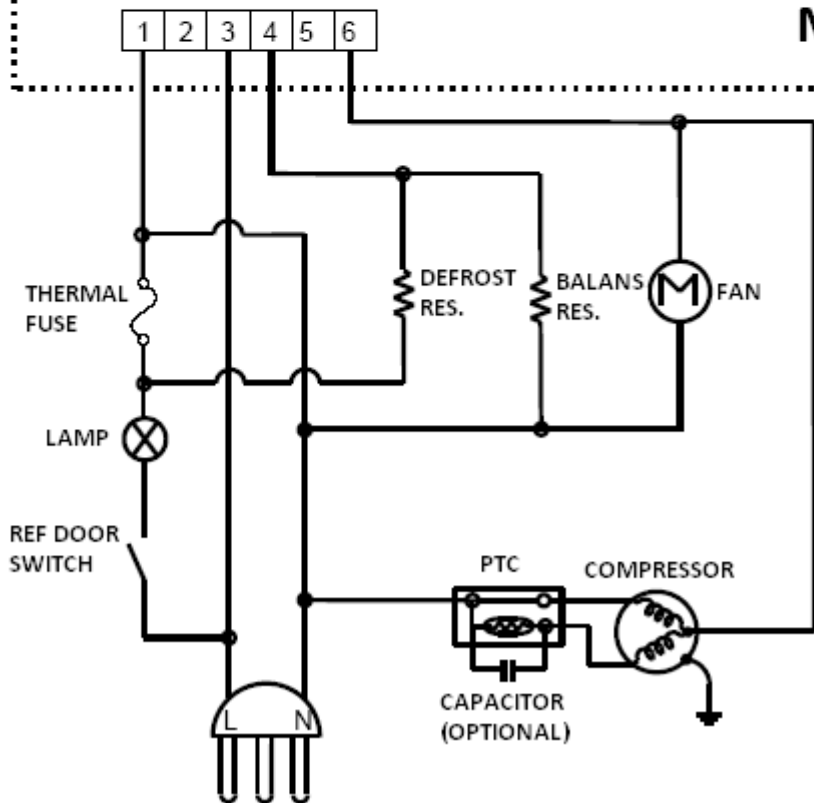 1 2 3 4 5 6
THERMAL
FUSE
DEFROST
RES.
BALANS
RES.
M
FAN
LAMP
REF DOOR
SWITCH
PTC
COMPRESSOR
CAPACITOR
(OPTIONAL)
L N